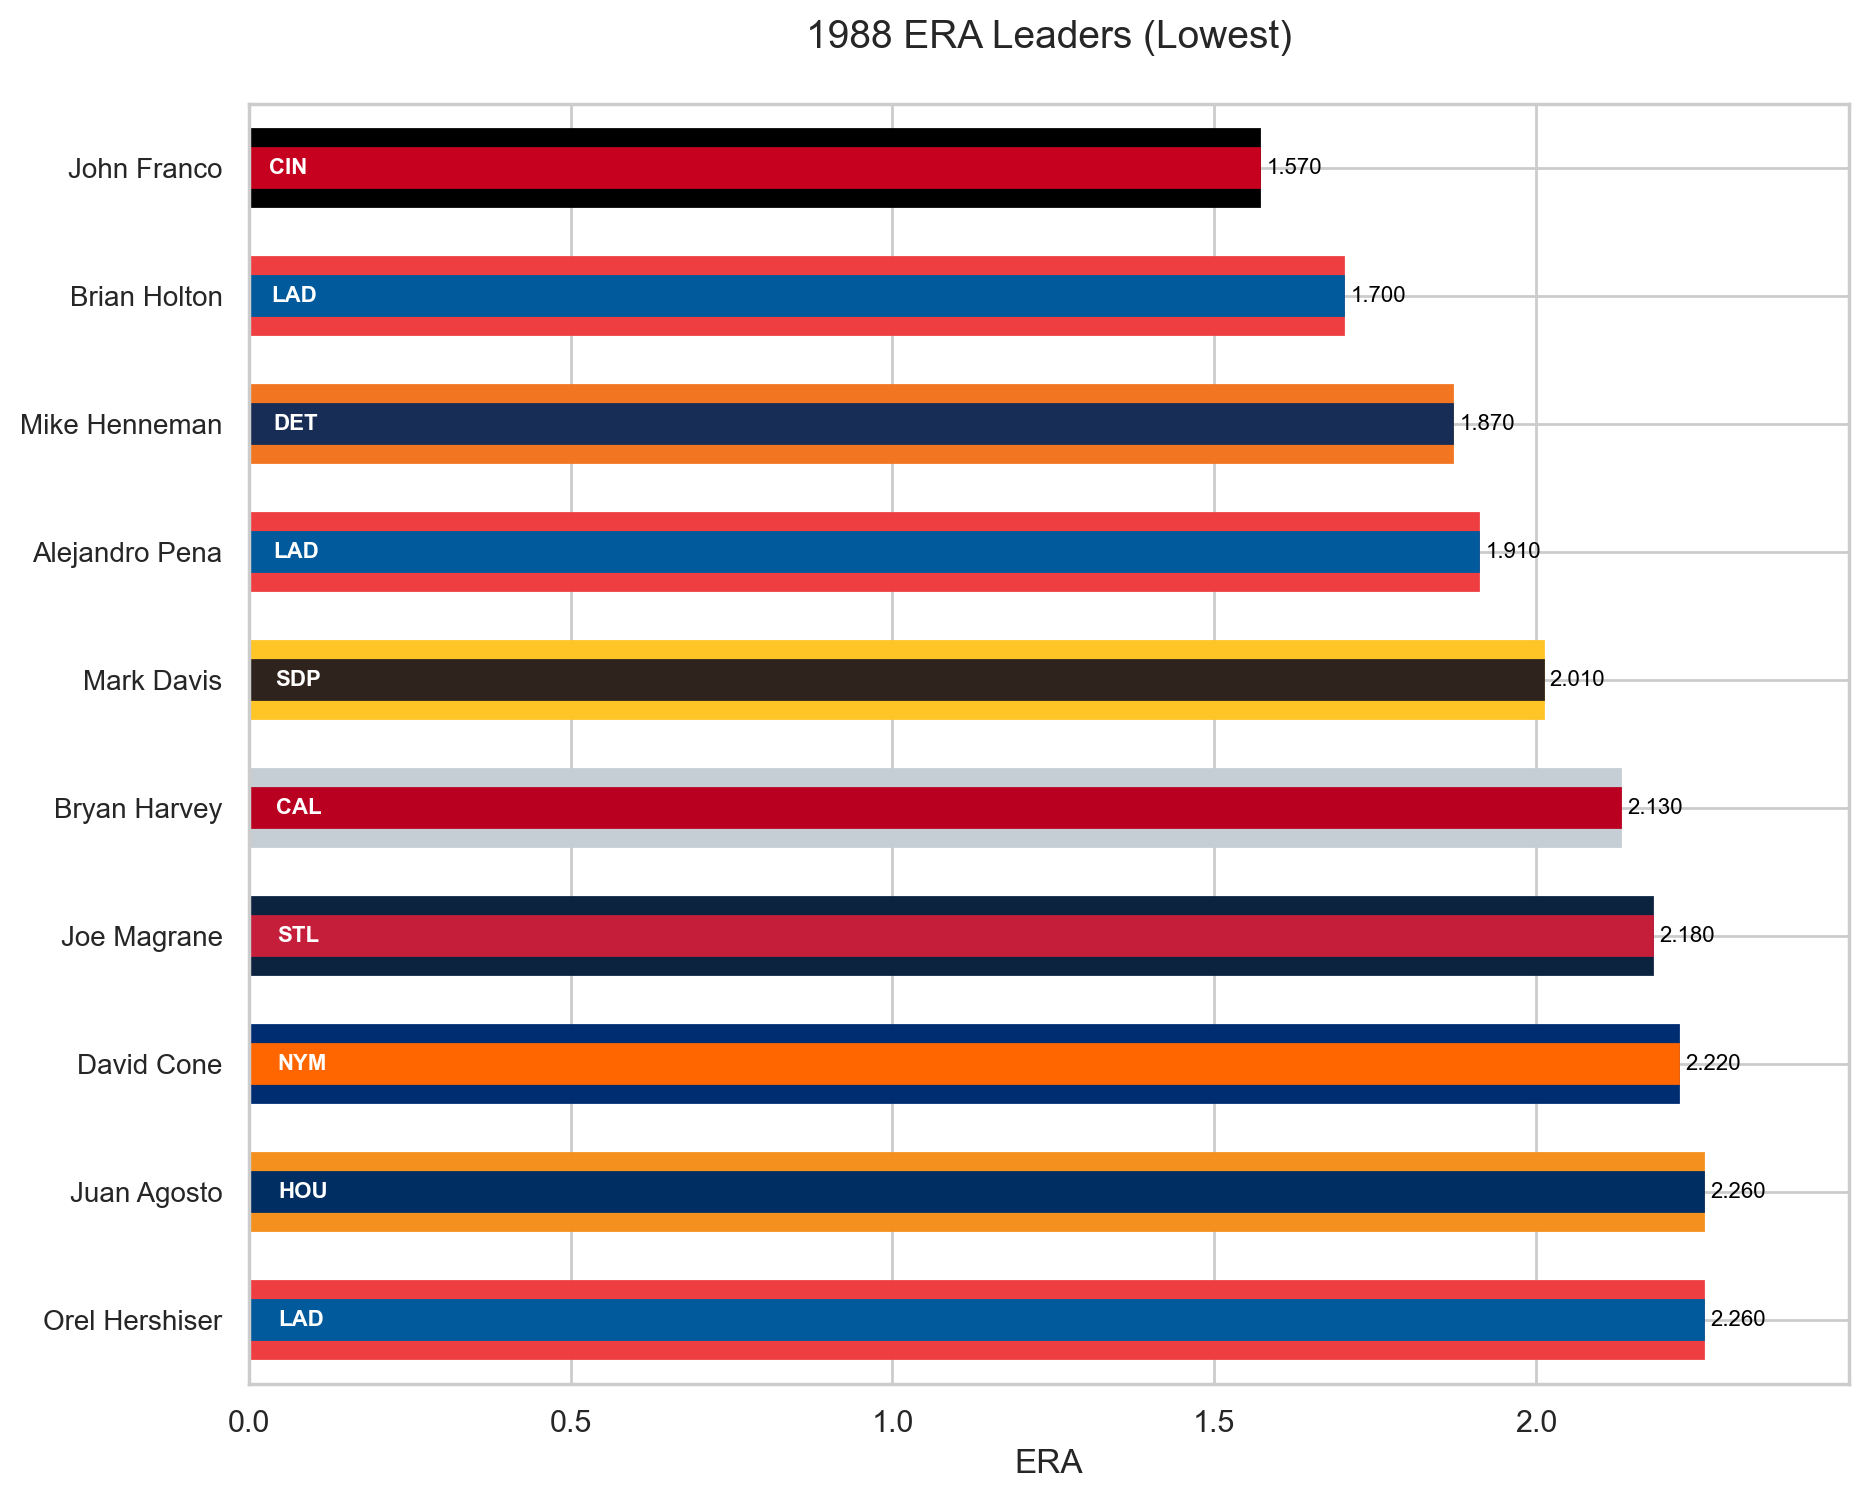 1988 ERA Leaders (Lowest)
John Franco CIN 1.570
Brian Holton LAD 1.700
Mike Henneman DET 1.870
Alejandro Pena LAD 1.910
Mark Davis SDP 2.010
Bryan Harvey CAL 2.130
Joe Magrane STL 2.180
David Cone NYM 2.220
Juan Agosto HOU 2.260
Orel Hershiser LAD 2.260
0.0 0.5 1.0 1.5 2.0
ERA